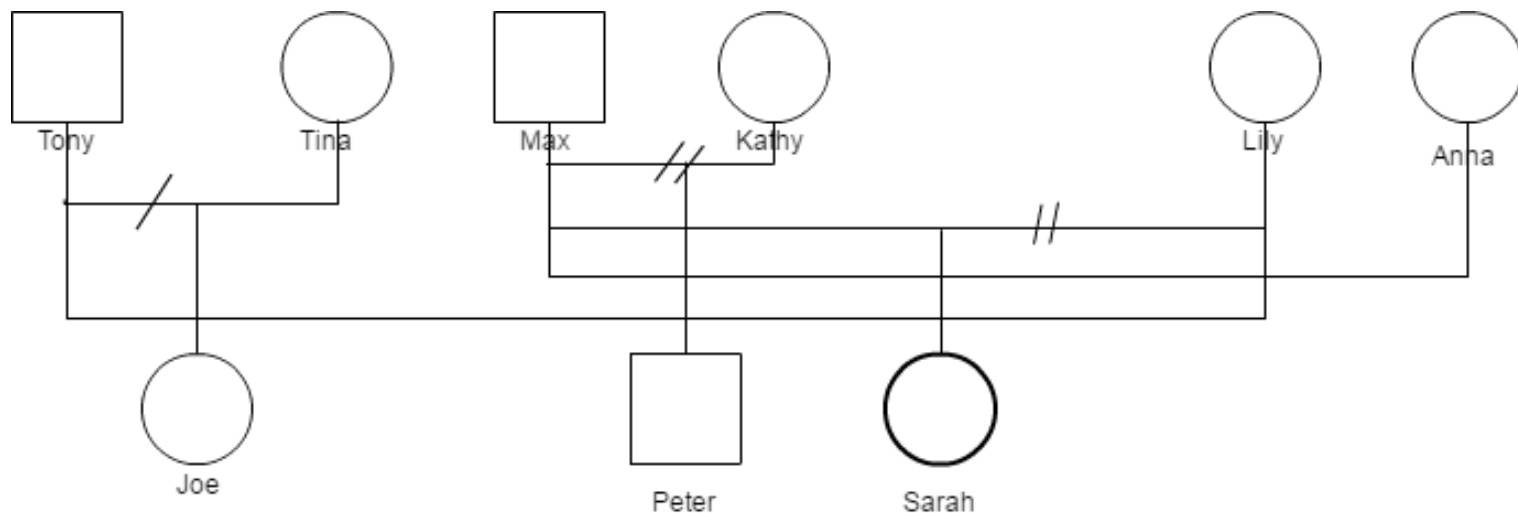 Tony
Tina
Max
Kathy
Lily
Anna
Joe
Peter
Sarah